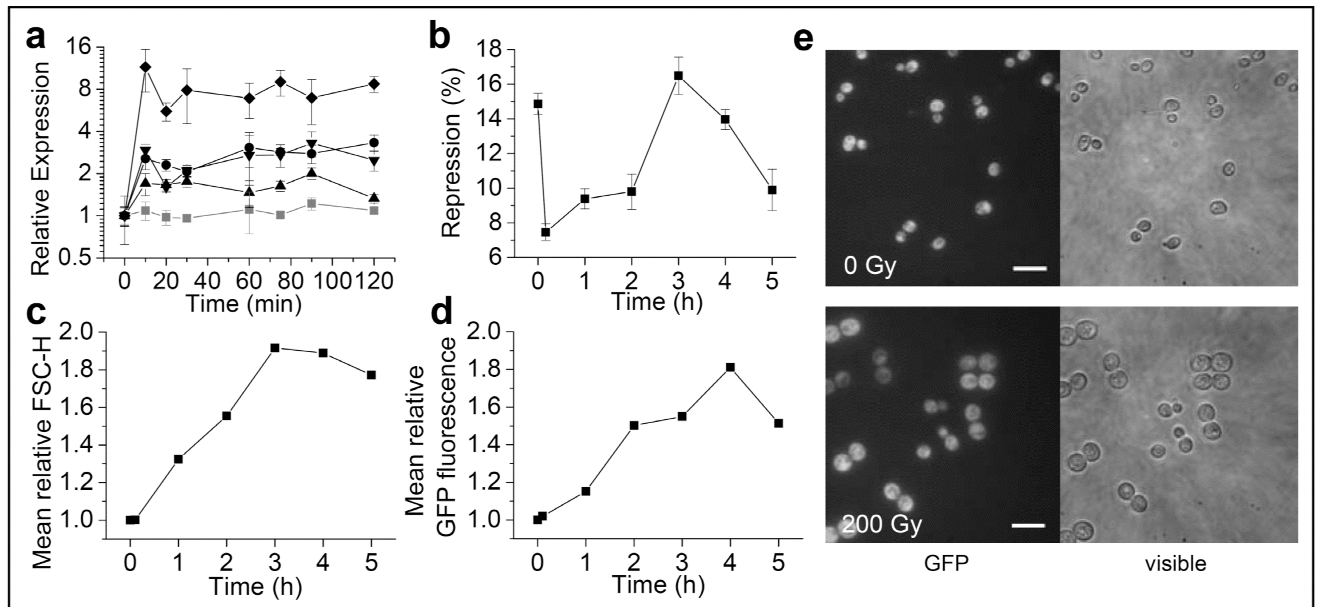 a
16
8
4
2
1
0.5
Relative Expression
0 20 40 60 80 100 120
Time (min)
b
18
16
14
12
10
8
6
Repression (%)
0 1 2 3 4 5
Time (h)
c
2.0
1.8
1.6
1.4
1.2
1.0
Mean relative FSC-H
0 1 2 3 4 5
Time (h)
d
2.0
1.8
1.6
1.4
1.2
1.0
Mean relative
GFP fluorescence
0 1 2 3 4 5
Time (h)
e
0 Gy
200 Gy
GFP visible